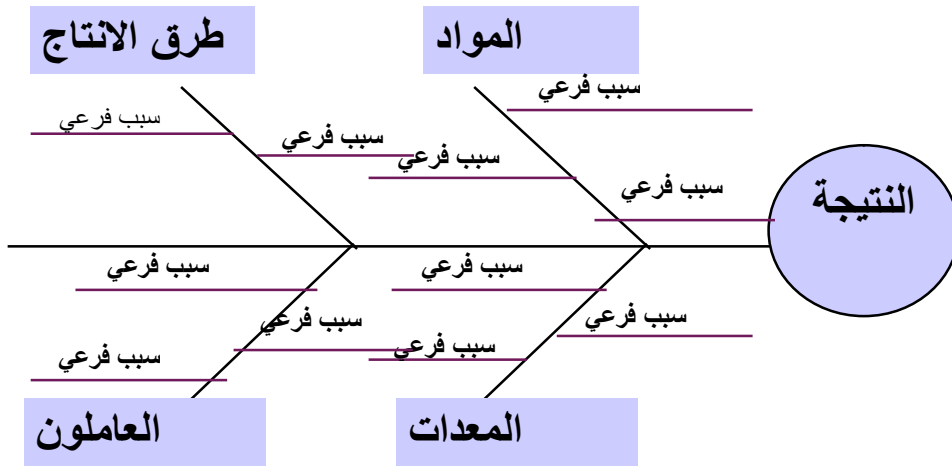 المواد
طرق الانتاج
سبب فرعي
سبب فرعي
سبب فرعي
سبب فرعي
سبب فرعي
النتيجة
سبب فرعي
سبب فرعي
سبب فرعي
سبب فرعي
سبب فرعي
سبب فرعي
المعدات
العاملون